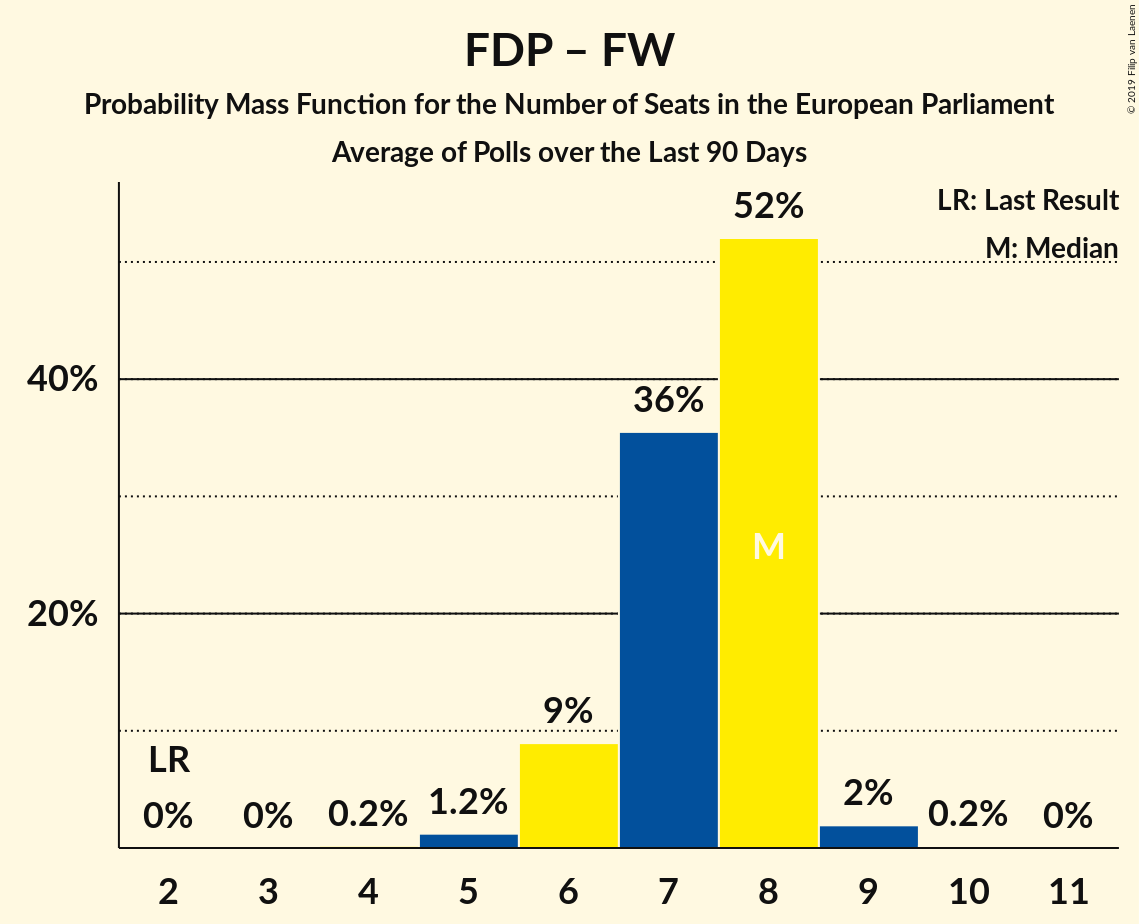 FDP – FW
Probability Mass Function for the Number of Seats in the European Parliament
Average of Polls over the Last 90 Days
© 2019 Filip van Laenen
LR: Last Result
M: Median
52%
40%
36%
M
20%
9%
LR
0%
0%
0.2%
1.2%
2%
0.2%
0%
2 3 4 5 6 7 8 9 10 11